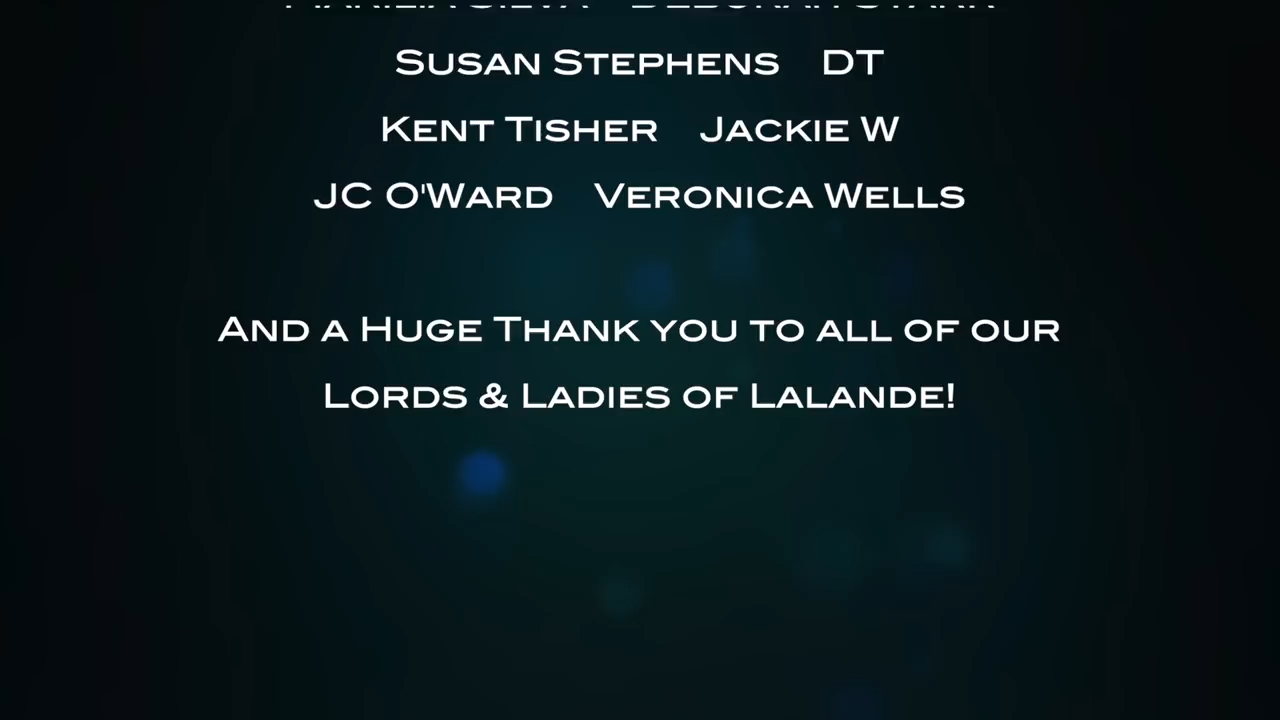 Susan Stephens DT
Kent Tisher Jackie W
JC O'Ward Veronica Wells
And a Huge Thank you to all of our
Lords & Ladies of Lalande!